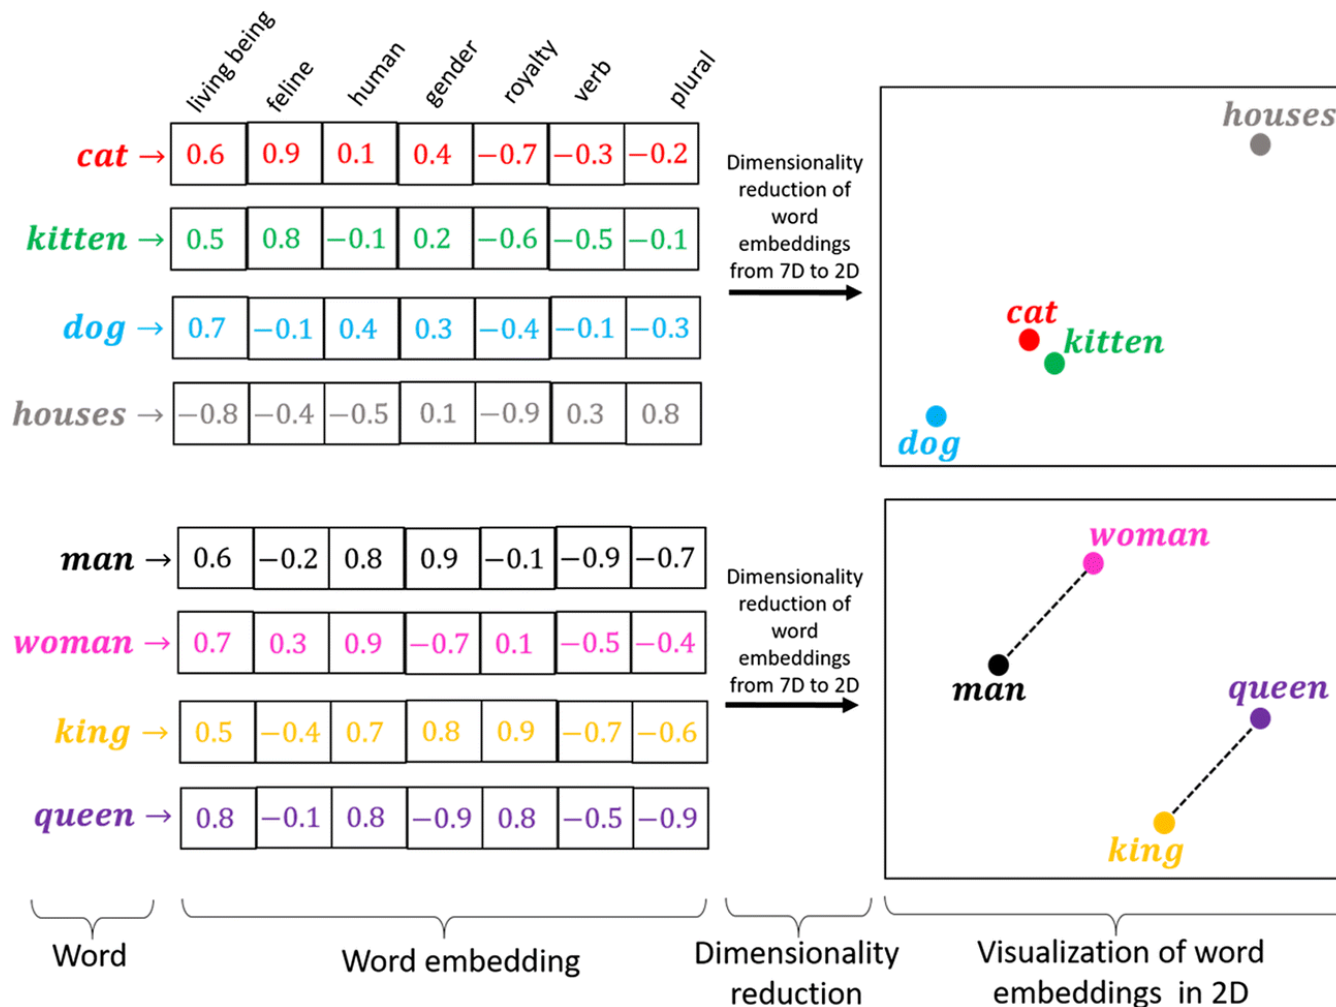 living being feline human gender royalty verb plural
cat → 0.6 0.9 0.1 0.4 −0.7 −0.3 −0.2
kitten → 0.5 0.8 −0.1 0.2 −0.6 −0.5 −0.1
dog → 0.7 −0.1 0.4 0.3 −0.4 −0.1 −0.3
houses → −0.8 −0.4 −0.5 0.1 −0.9 0.3 0.8
Dimensionality
reduction of
word
embeddings
from 7D to 2D
houses
cat
kitten
dog
man → 0.6 −0.2 0.8 0.9 −0.1 −0.9 −0.7
woman → 0.7 0.3 0.9 −0.7 0.1 −0.5 −0.4
king → 0.5 −0.4 0.7 0.8 0.9 −0.7 −0.6
queen → 0.8 −0.1 0.8 −0.9 0.8 −0.5 −0.9
Dimensionality
reduction of
word
embeddings
from 7D to 2D
woman
man
queen
king
Word
Word embedding
Dimensionality
reduction
Visualization of word
embeddings in 2D